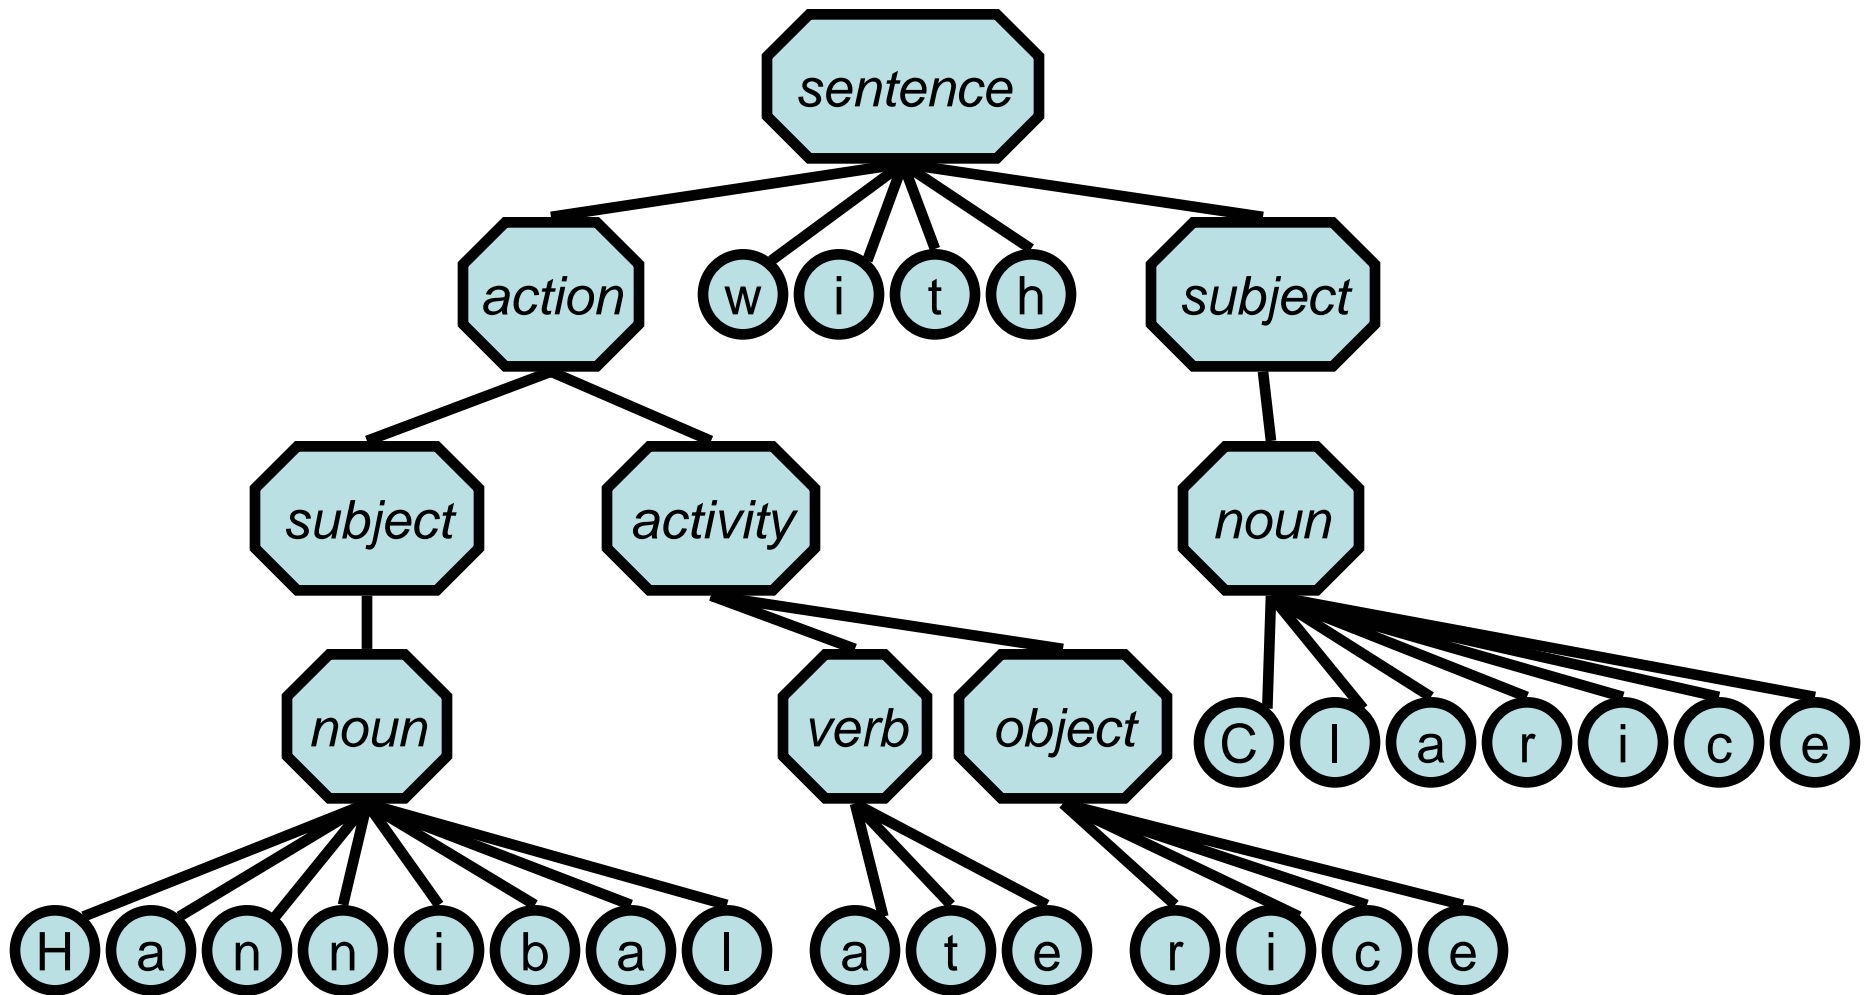 sentence
action w i t h subject
subject activity noun
noun verb object C l a r i c e
H a n n i b a l a t e r i c e